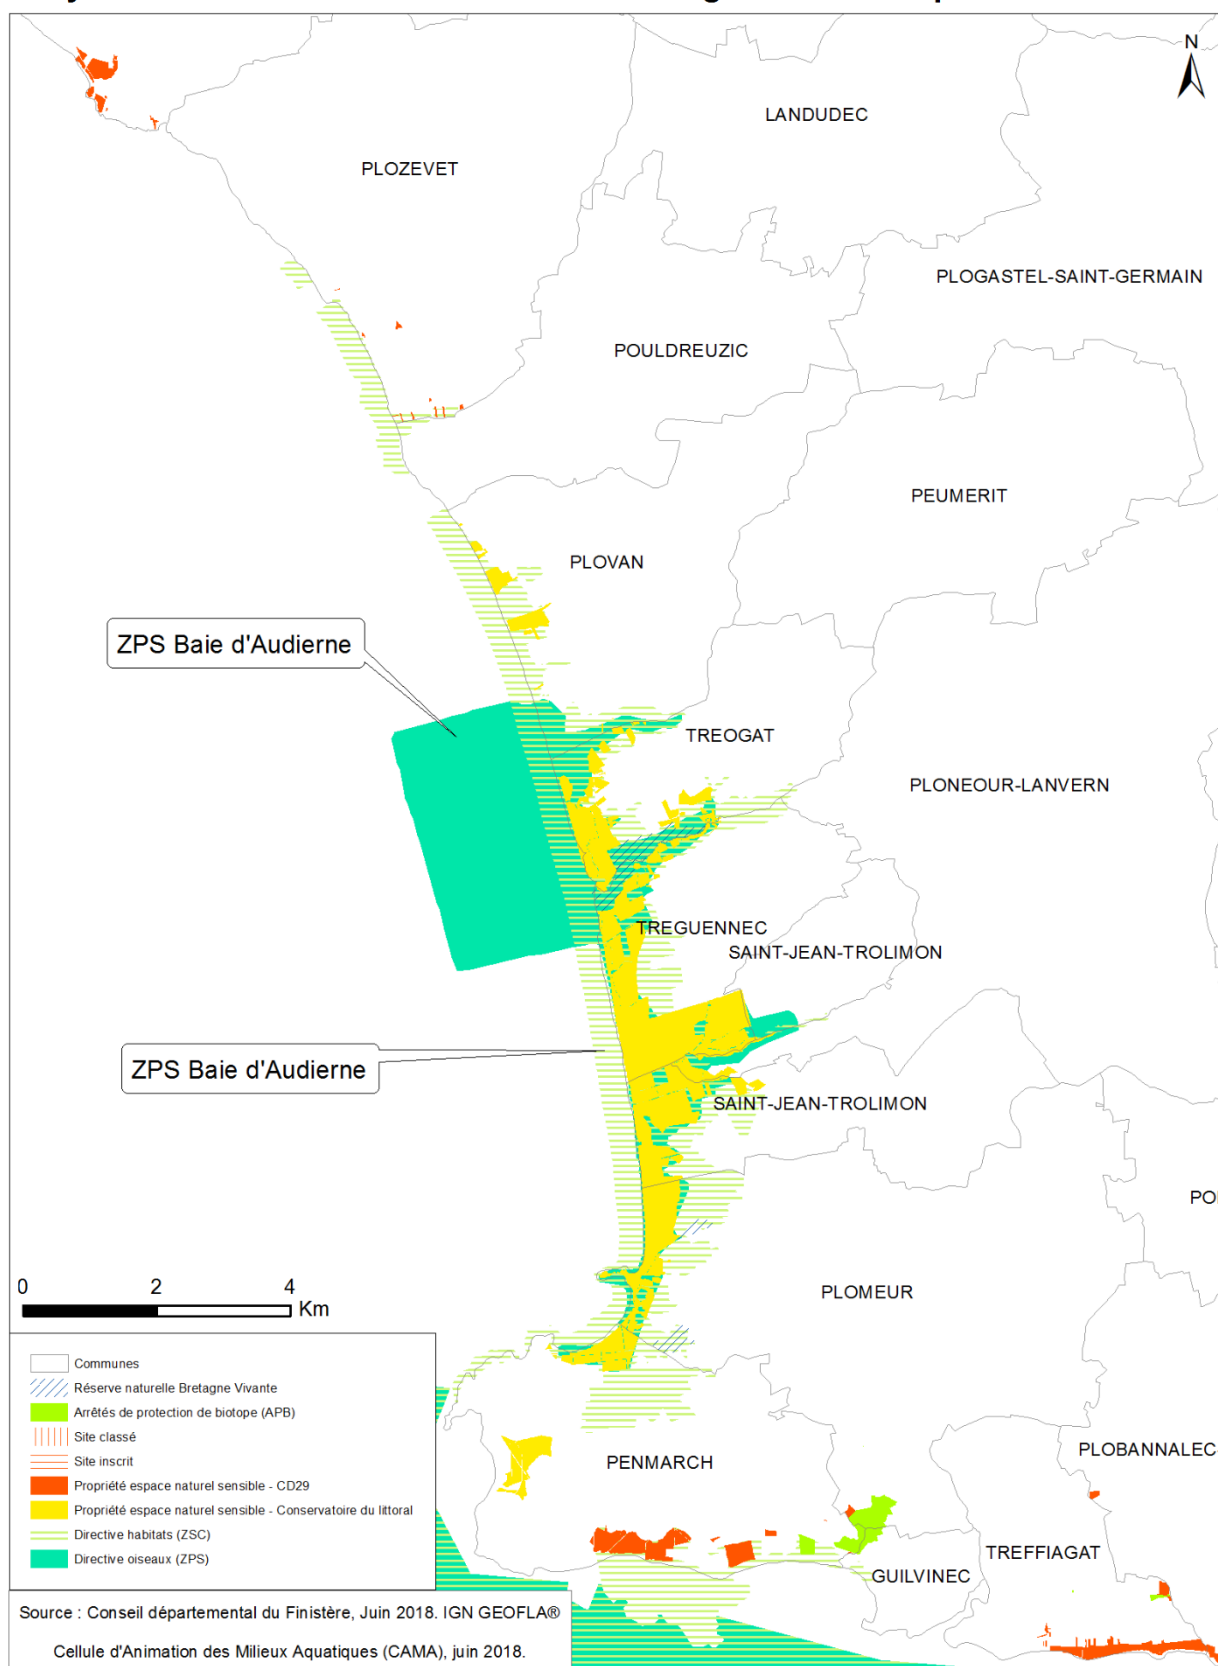 N
LANDUDEC
PLOZEVET
PLOGASTEL-SAINT-GERMAIN
POULDREUZIC
PEUMERIT
PLOVAN
ZPS Baie d'Audierne
TREOGAT
PLONEOUR-LANVERN
TREGUENNEC
SAINT-JEAN-TROLIMON
ZPS Baie d'Audierne
SAINT-JEAN-TROLIMON
0 2 4
Km
PLOMEUR
Communes
Réserve naturelle Bretagne Vivante
Arrêtés de protection de biotope (APB)
Site classé
Site inscrit
Propriété espace naturel sensible - CD29
Propriété espace naturel sensible - Conservatoire du littoral
Directive habitats (ZSC)
Directive oiseaux (ZPS)
PENMARCH
PLOBANNALEC
TREFFIAGAT
GUILVINEC
Source : Conseil départemental du Finistère, Juin 2018. IGN GEOFLA®
Cellule d'Animation des Milieux Aquatiques (CAMA), juin 2018.